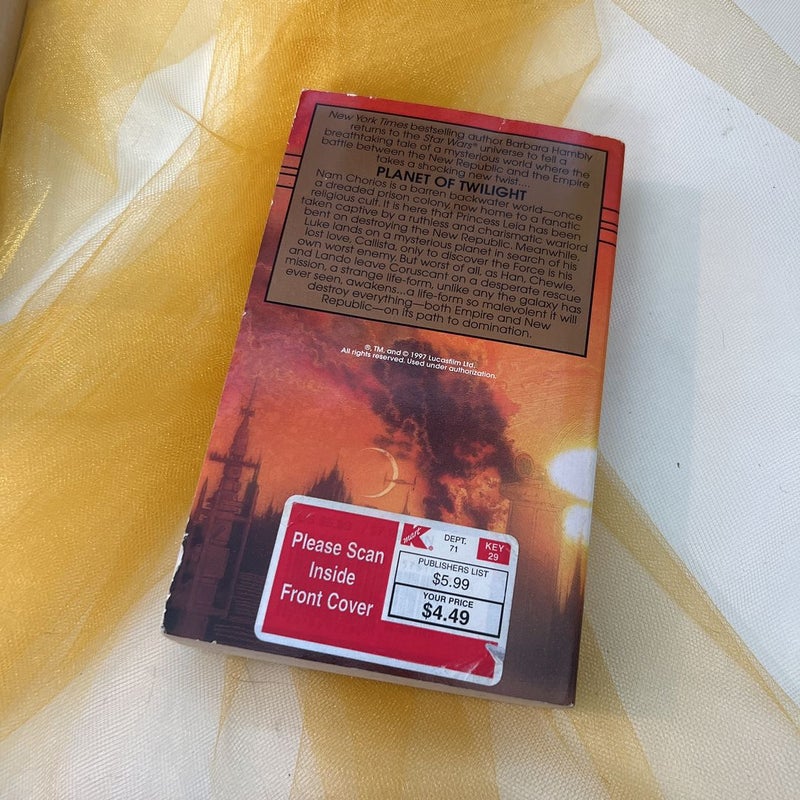 New York Times bestselling author Barbara Hambly
returns to the Star Wars® universe to tell a
breathtaking tale of a mysterious world where the
battle between the New Republic and the Empire
takes a shocking new twist....
PLANET OF TWILIGHT
Nam Chorios is a barren backwater world—once
a dreaded prison colony, now home to a fanatic
religious cult. It is here that Princess Leia has been
taken captive by a ruthless and charismatic warlord
bent on destroying the New Republic. Meanwhile,
Luke lands on a mysterious planet in search of his
lost love, Callista, only to discover the Force is his
own worst enemy. But worst of all, as Han, Chewie,
and Lando leave Coruscant on a desperate rescue
mission, a strange life-form, unlike any the galaxy has
ever seen, awakens...a life-form so malevolent it will
destroy everything—both Empire and New
Republic—on its path to domination.
®, TM, and © 1997 Lucasfilm Ltd.
All rights reserved. Used under authorization.
Please Scan
Inside
Front Cover
Kmart®
DEPT.
71
KEY
29
PUBLISHERS LIST
$5.99
YOUR PRICE
$4.49